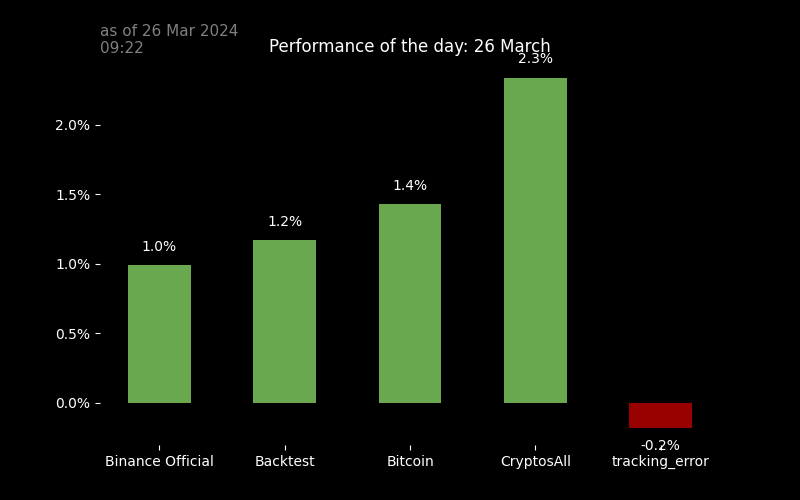 as of 26 Mar 2024
09:22
Performance of the day: 26 March
2.3%
2.0%
1.5%
1.4%
1.2%
1.0%
1.0%
0.5%
0.0%
-0.2%
Binance Official
Backtest
Bitcoin
CryptosAll
tracking_error